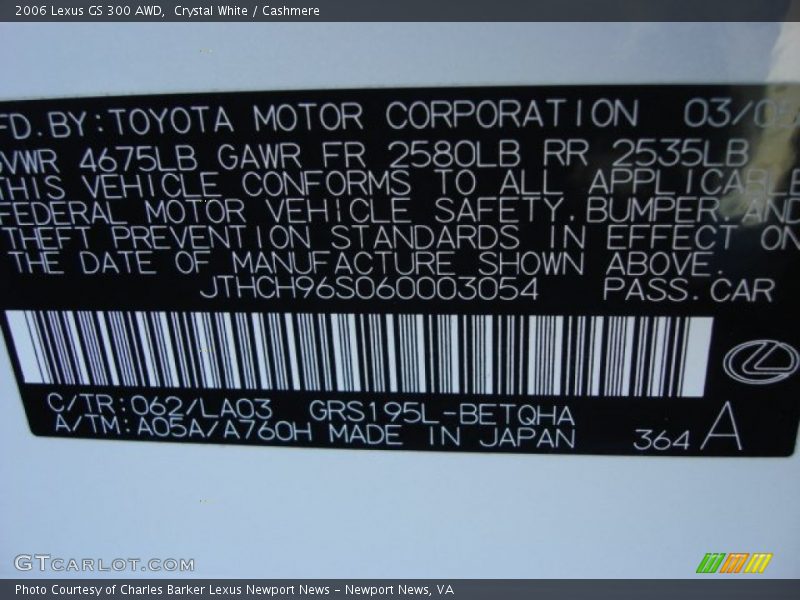 2006 Lexus GS 300 AWD, Crystal White / Cashmere
FD.BY:TOYOTA MOTOR CORPORATION 03/05
VWR 4675LB GAWR FR 2580LB RR 2535LB
THIS VEHICLE CONFORMS TO ALL APPLICABLE
FEDERAL MOTOR VEHICLE SAFETY.BUMPER.AND
THEFT PREVENTION STANDARDS IN EFFECT ON
THE DATE OF MANUFACTURE SHOWN ABOVE.
JTHCH96S060003054 PASS.CAR
C/TR:062/LA03 GRS195L-BETQHA
A/TM:A05A/A760H MADE IN JAPAN 364 A
GTCARLOT.COM
Photo Courtesy of Charles Barker Lexus Newport News - Newport News, VA